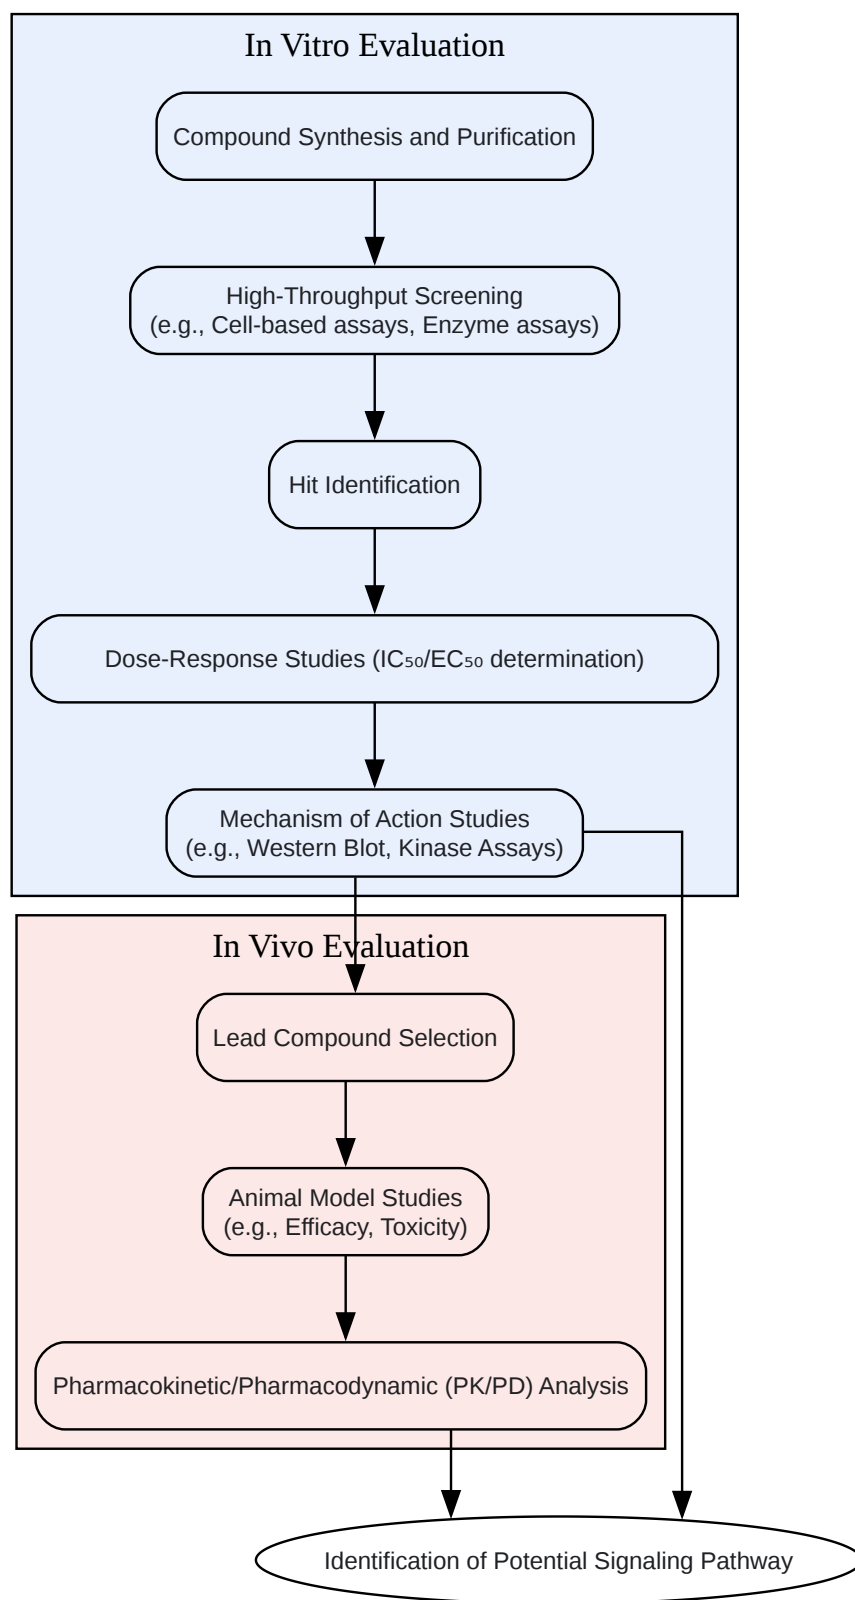 In Vitro Evaluation
Compound Synthesis and Purification
High-Throughput Screening
(e.g., Cell-based assays, Enzyme assays)
Hit Identification
Dose-Response Studies (IC₅₀/EC₅₀ determination)
Mechanism of Action Studies
(e.g., Western Blot, Kinase Assays)
In Vivo Evaluation
Lead Compound Selection
Animal Model Studies
(e.g., Efficacy, Toxicity)
Pharmacokinetic/Pharmacodynamic (PK/PD) Analysis
Identification of Potential Signaling Pathway